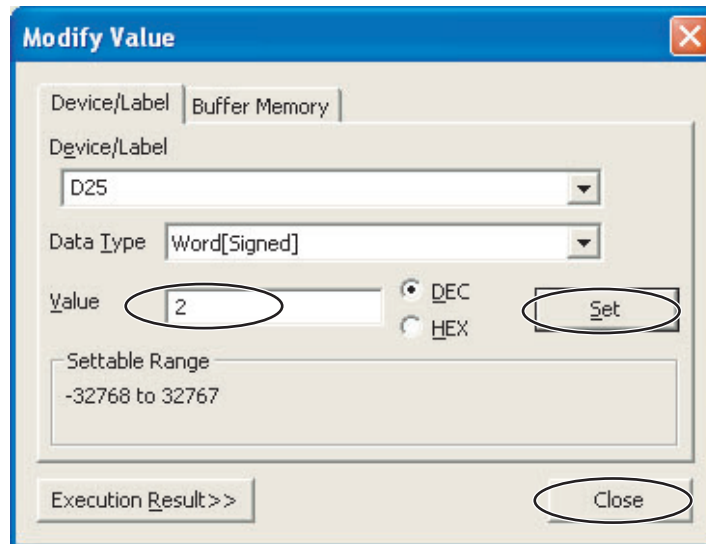 Modify Value
Device/Label Buffer Memory
Device/Label
D25
Data Type Word[Signed]
Value 2 DEC Set
HEX
Settable Range
-32768 to 32767
Execution Result>> Close